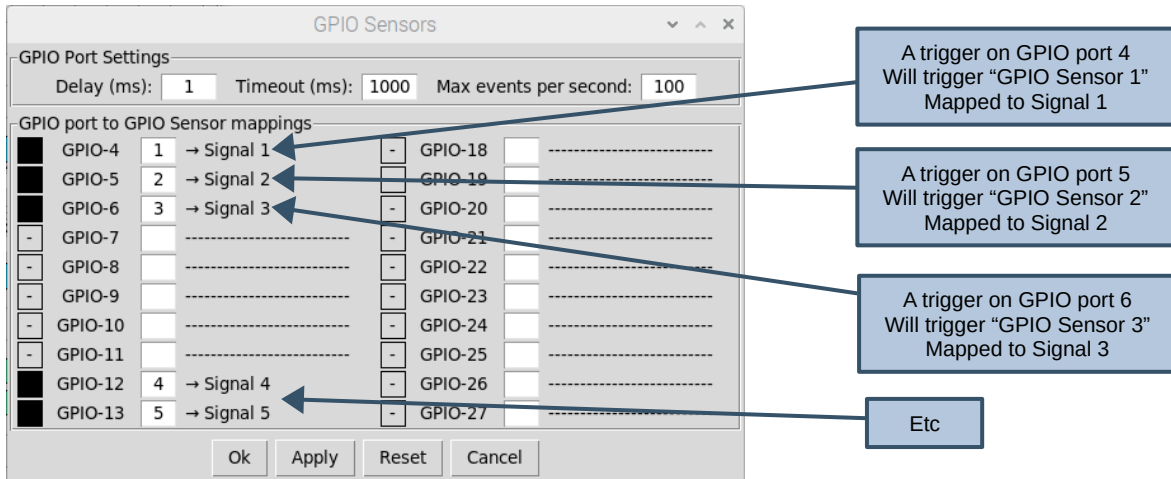 GPIO Sensors
GPIO Port Settings
Delay (ms): 1 Timeout (ms): 1000 Max events per second: 100
GPIO port to GPIO Sensor mappings
GPIO-4 1 → Signal 1 - GPIO-18 --------------------------
GPIO-5 2 → Signal 2 - GPIO-19 --------------------------
GPIO-6 3 → Signal 3 - GPIO-20 --------------------------
- GPIO-7 -------------------------- - GPIO-21 --------------------------
- GPIO-8 -------------------------- - GPIO-22 --------------------------
- GPIO-9 -------------------------- - GPIO-23 --------------------------
- GPIO-10 -------------------------- - GPIO-24 --------------------------
- GPIO-11 -------------------------- - GPIO-25 --------------------------
GPIO-12 4 → Signal 4 - GPIO-26 --------------------------
GPIO-13 5 → Signal 5 - GPIO-27 --------------------------
Ok Apply Reset Cancel
A trigger on GPIO port 4
Will trigger “GPIO Sensor 1”
Mapped to Signal 1
A trigger on GPIO port 5
Will trigger “GPIO Sensor 2”
Mapped to Signal 2
A trigger on GPIO port 6
Will trigger “GPIO Sensor 3”
Mapped to Signal 3
Etc